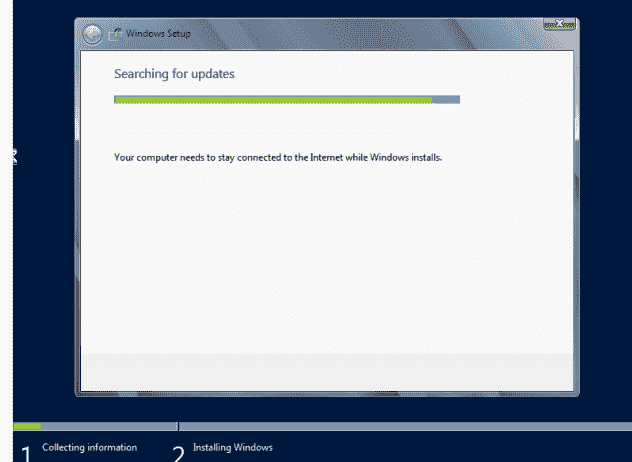 Windows Setup
Searching for updates
Your computer needs to stay connected to the Internet while Windows installs.
1 Collecting information
2 Installing Windows